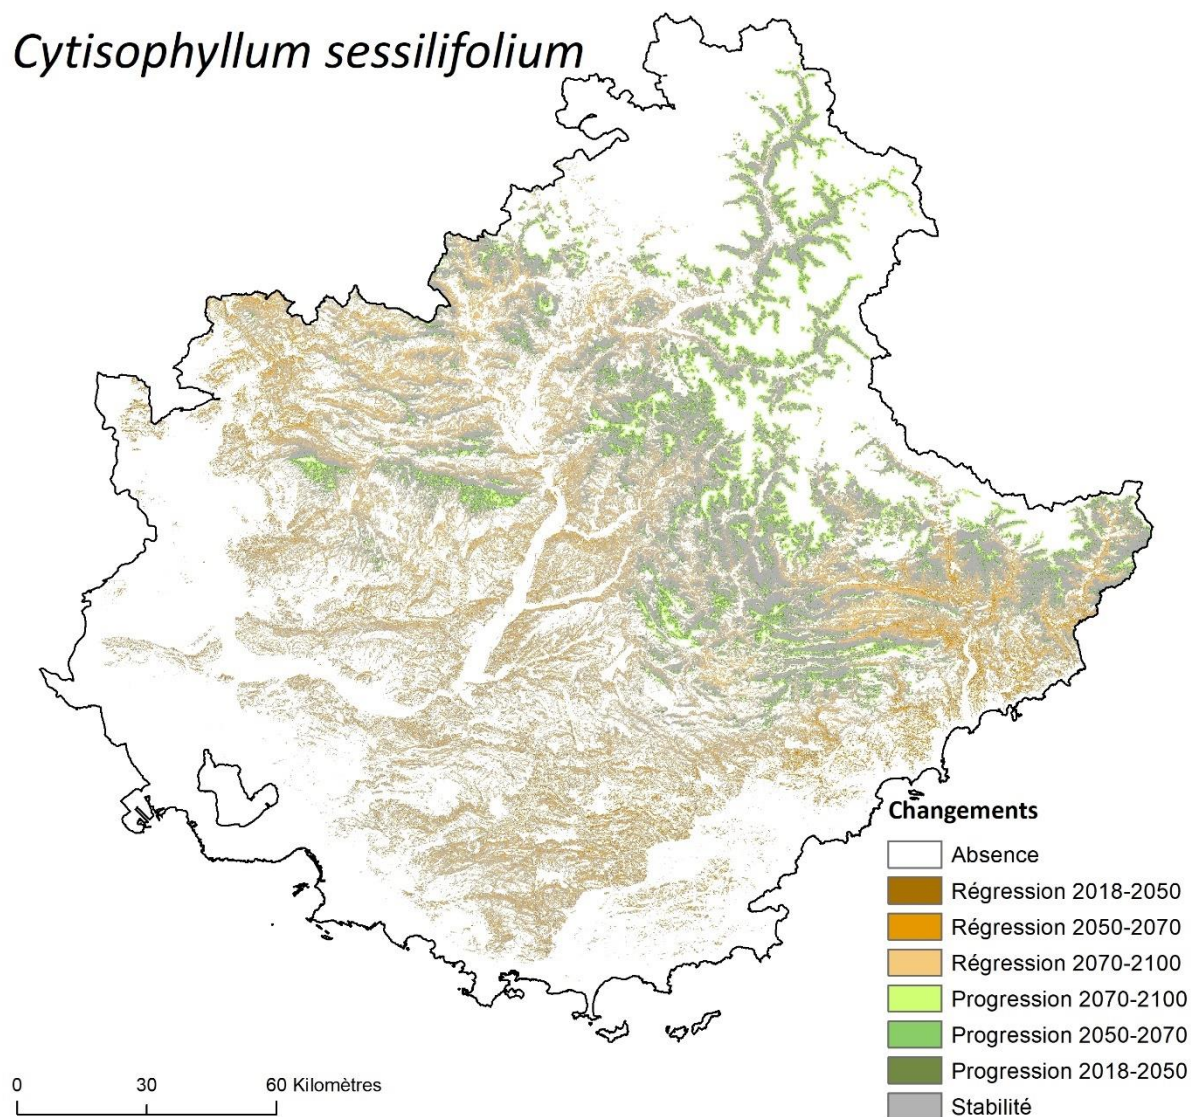 Cytisophyllum sessilifolium
Changements
Absence
Régression 2018-2050
Régression 2050-2070
Régression 2070-2100
Progression 2070-2100
Progression 2050-2070
Progression 2018-2050
Stabilité
0 30 60 Kilomètres